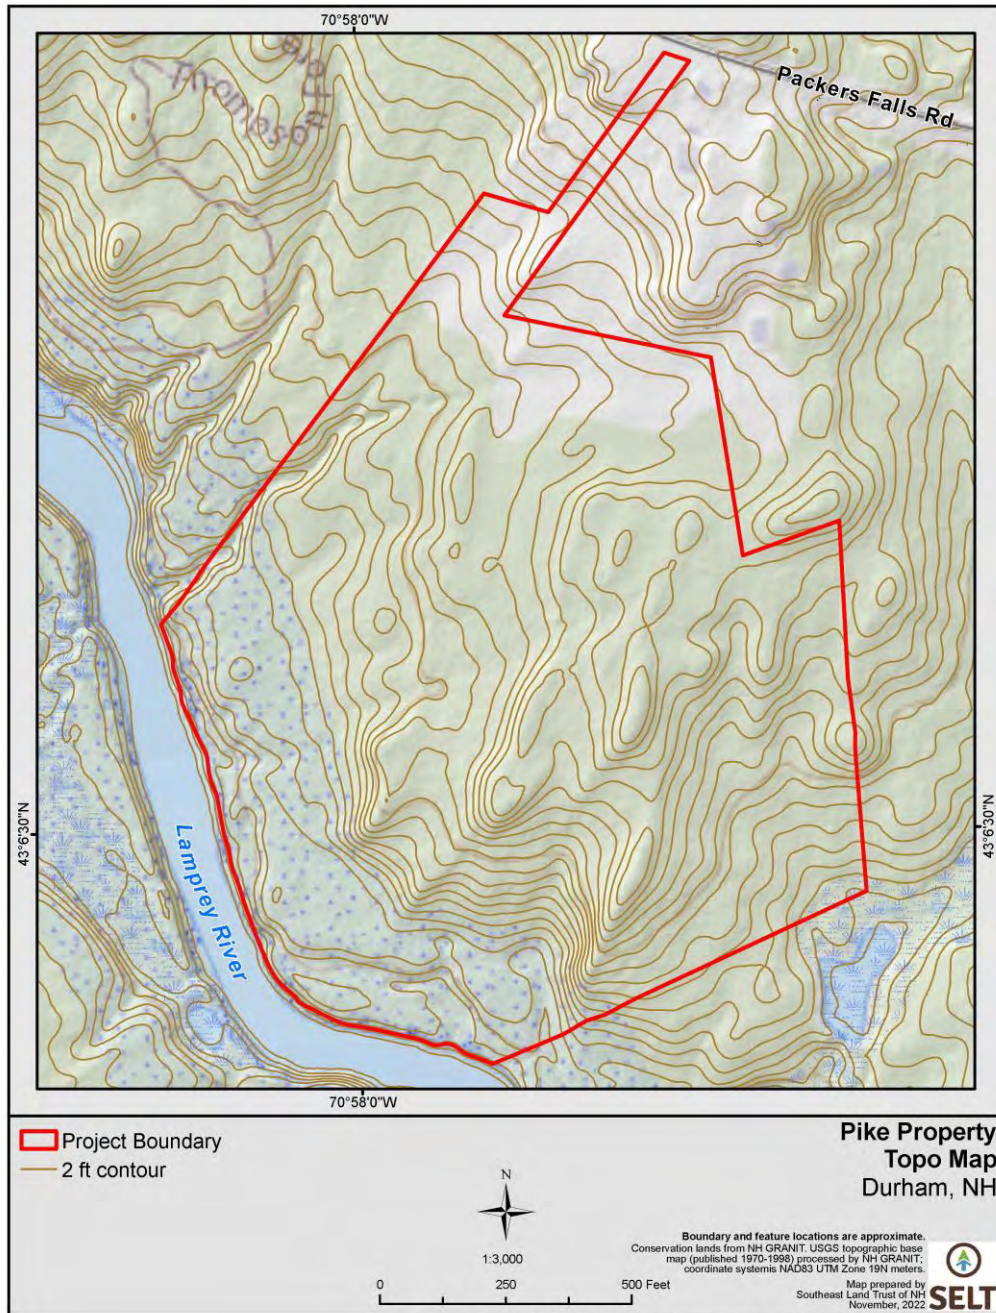 70°58'0"W
Packers Falls Rd
43°6'30"N
43°6'30"N
Lamprey River
70°58'0"W
Project Boundary
2 ft contour
Pike Property
Topo Map
Durham, NH
N
1:3,000
0 250 500 Feet
Boundary and feature locations are approximate.
Conservation lands from NH GRANIT. USGS topographic base
map (published 1970-1998) processed by NH GRANIT;
coordinate systemis NAD83 UTM Zone 19N meters.
Map prepared by
Southeast Land Trust of NH
November, 2022
SELT